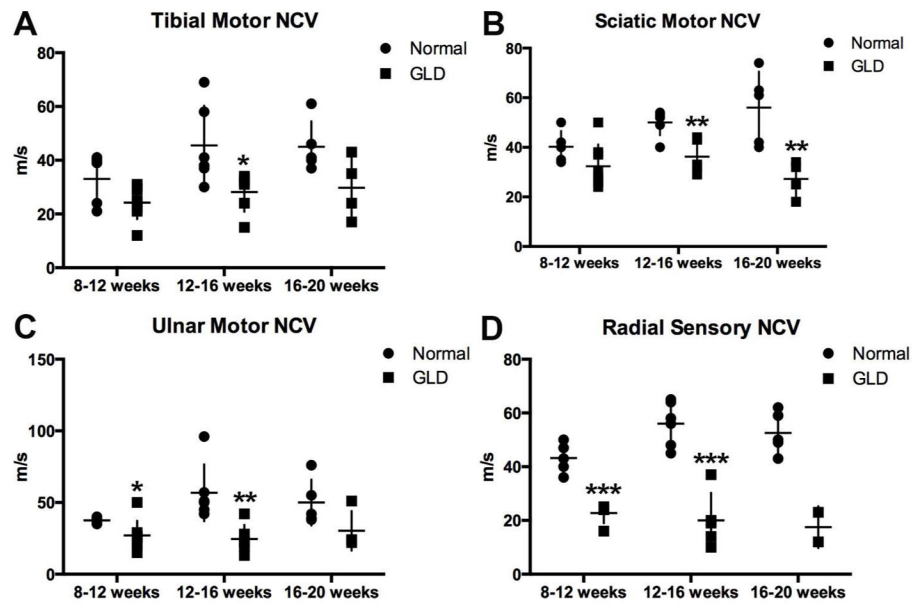 A
Tibial Motor NCV
Normal
GLD
80
60
40
20
0
m/s
*
8-12 weeks 12-16 weeks 16-20 weeks
B
Sciatic Motor NCV
Normal
GLD
80
60
40
20
0
m/s
**
**
8-12 weeks 12-16 weeks 16-20 weeks
C
Ulnar Motor NCV
Normal
GLD
150
100
50
0
m/s
*
**
8-12 weeks 12-16 weeks 16-20 weeks
D
Radial Sensory NCV
Normal
GLD
80
60
40
20
0
m/s
***
***
8-12 weeks 12-16 weeks 16-20 weeks